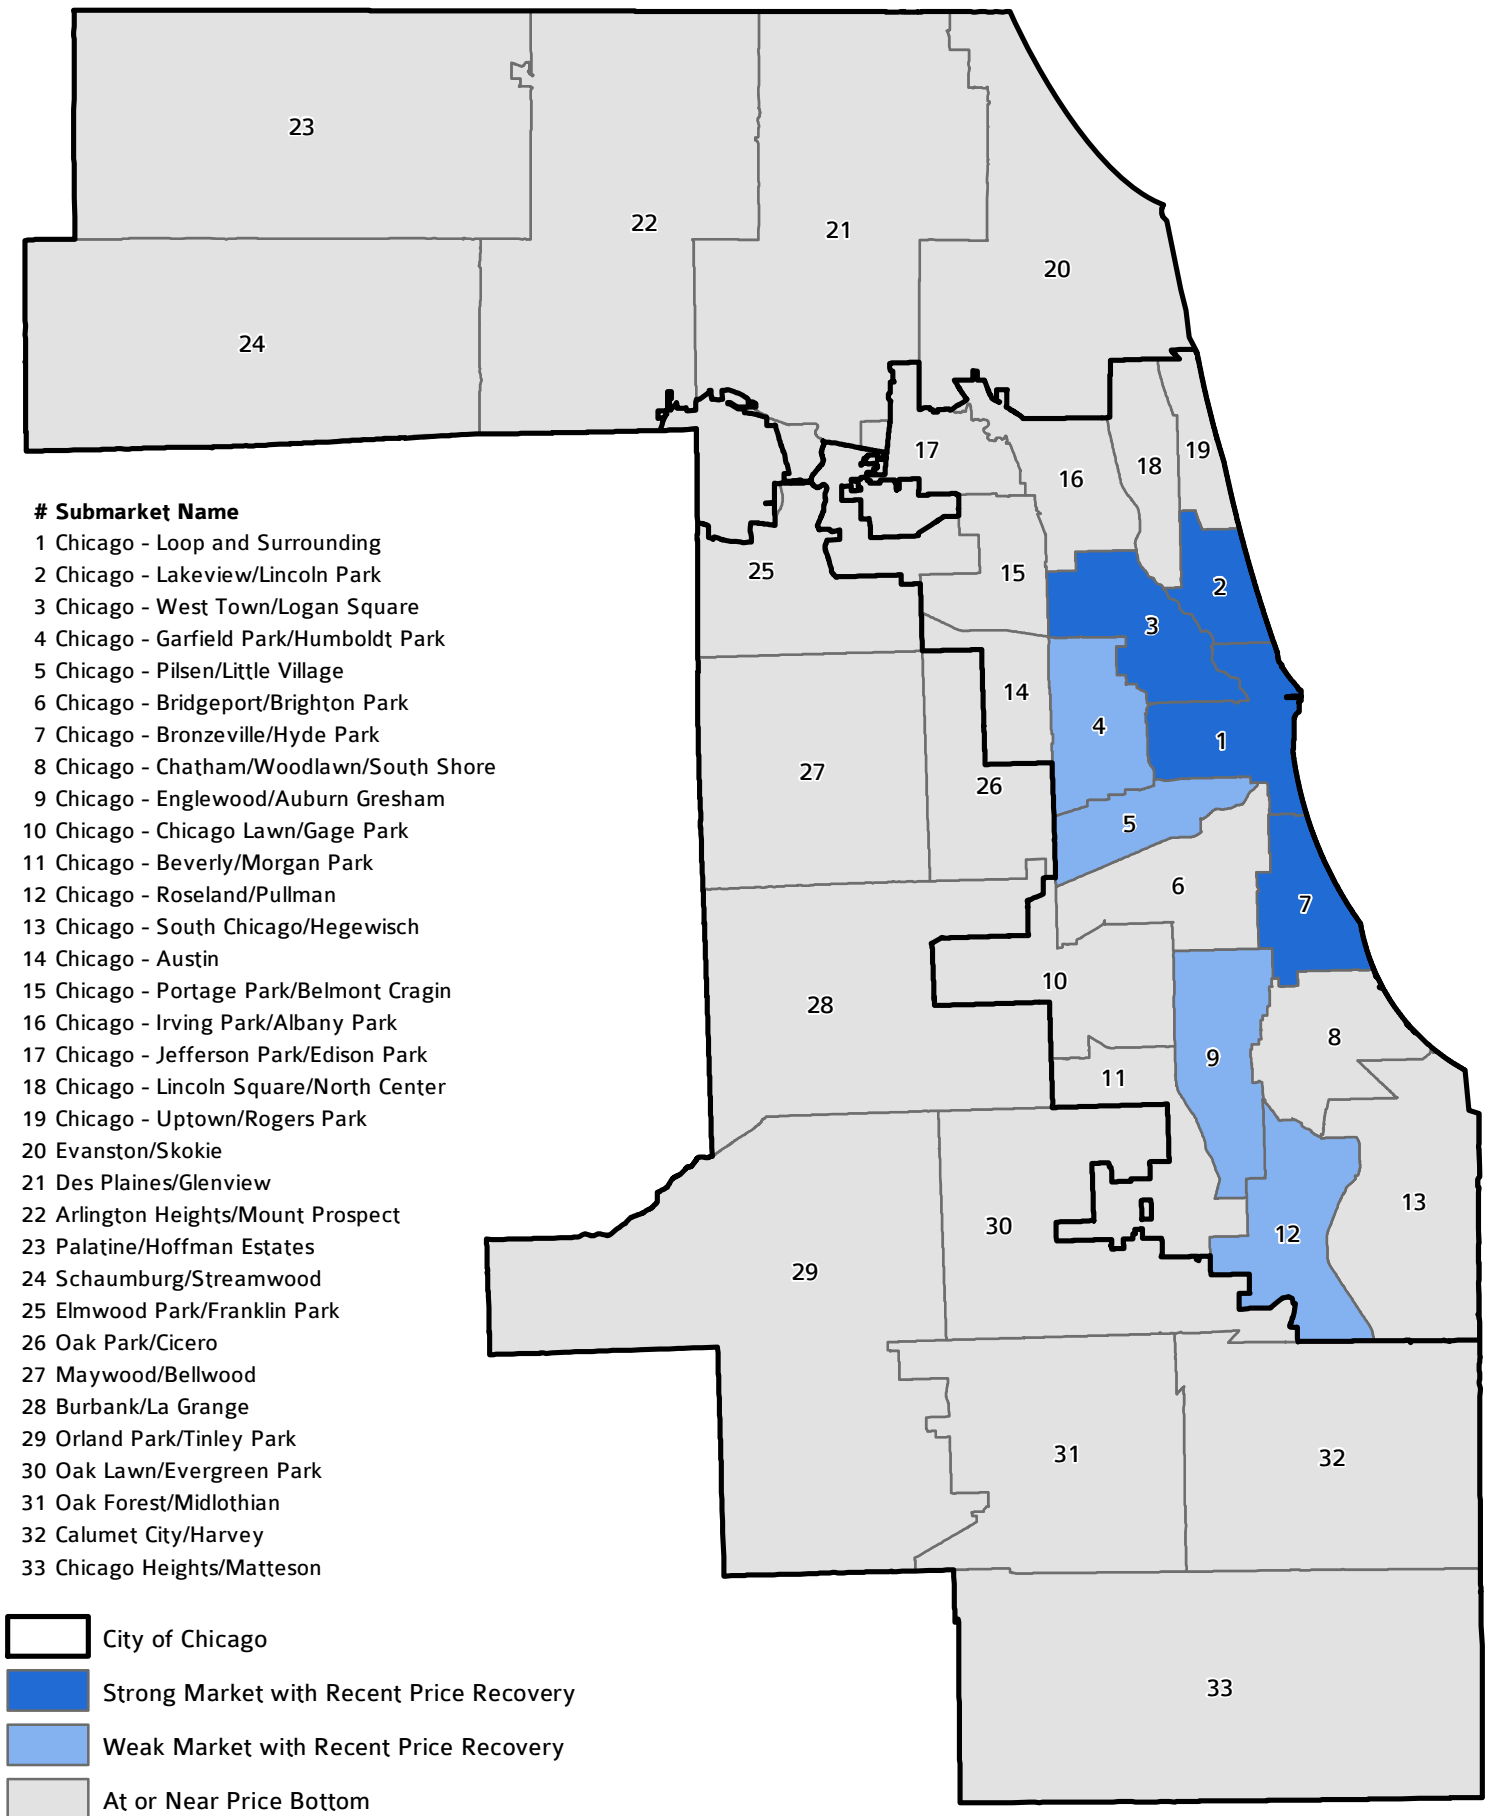 23
22
21
20
24
17
19
18
16
25
15
2
3
14
4
1
27
26
5
6
7
10
28
8
9
11
13
30
12
29
31
32
33
# Submarket Name
1 Chicago - Loop and Surrounding
2 Chicago - Lakeview/Lincoln Park
3 Chicago - West Town/Logan Square
4 Chicago - Garfield Park/Humboldt Park
5 Chicago - Pilsen/Little Village
6 Chicago - Bridgeport/Brighton Park
7 Chicago - Bronzeville/Hyde Park
8 Chicago - Chatham/Woodlawn/South Shore
9 Chicago - Englewood/Auburn Gresham
10 Chicago - Chicago Lawn/Gage Park
11 Chicago - Beverly/Morgan Park
12 Chicago - Roseland/Pullman
13 Chicago - South Chicago/Hegewisch
14 Chicago - Austin
15 Chicago - Portage Park/Belmont Cragin
16 Chicago - Irving Park/Albany Park
17 Chicago - Jefferson Park/Edison Park
18 Chicago - Lincoln Square/North Center
19 Chicago - Uptown/Rogers Park
20 Evanston/Skokie
21 Des Plaines/Glenview
22 Arlington Heights/Mount Prospect
23 Palatine/Hoffman Estates
24 Schaumburg/Streamwood
25 Elmwood Park/Franklin Park
26 Oak Park/Cicero
27 Maywood/Bellwood
28 Burbank/La Grange
29 Orland Park/Tinley Park
30 Oak Lawn/Evergreen Park
31 Oak Forest/Midlothian
32 Calumet City/Harvey
33 Chicago Heights/Matteson
City of Chicago
Strong Market with Recent Price Recovery
Weak Market with Recent Price Recovery
At or Near Price Bottom